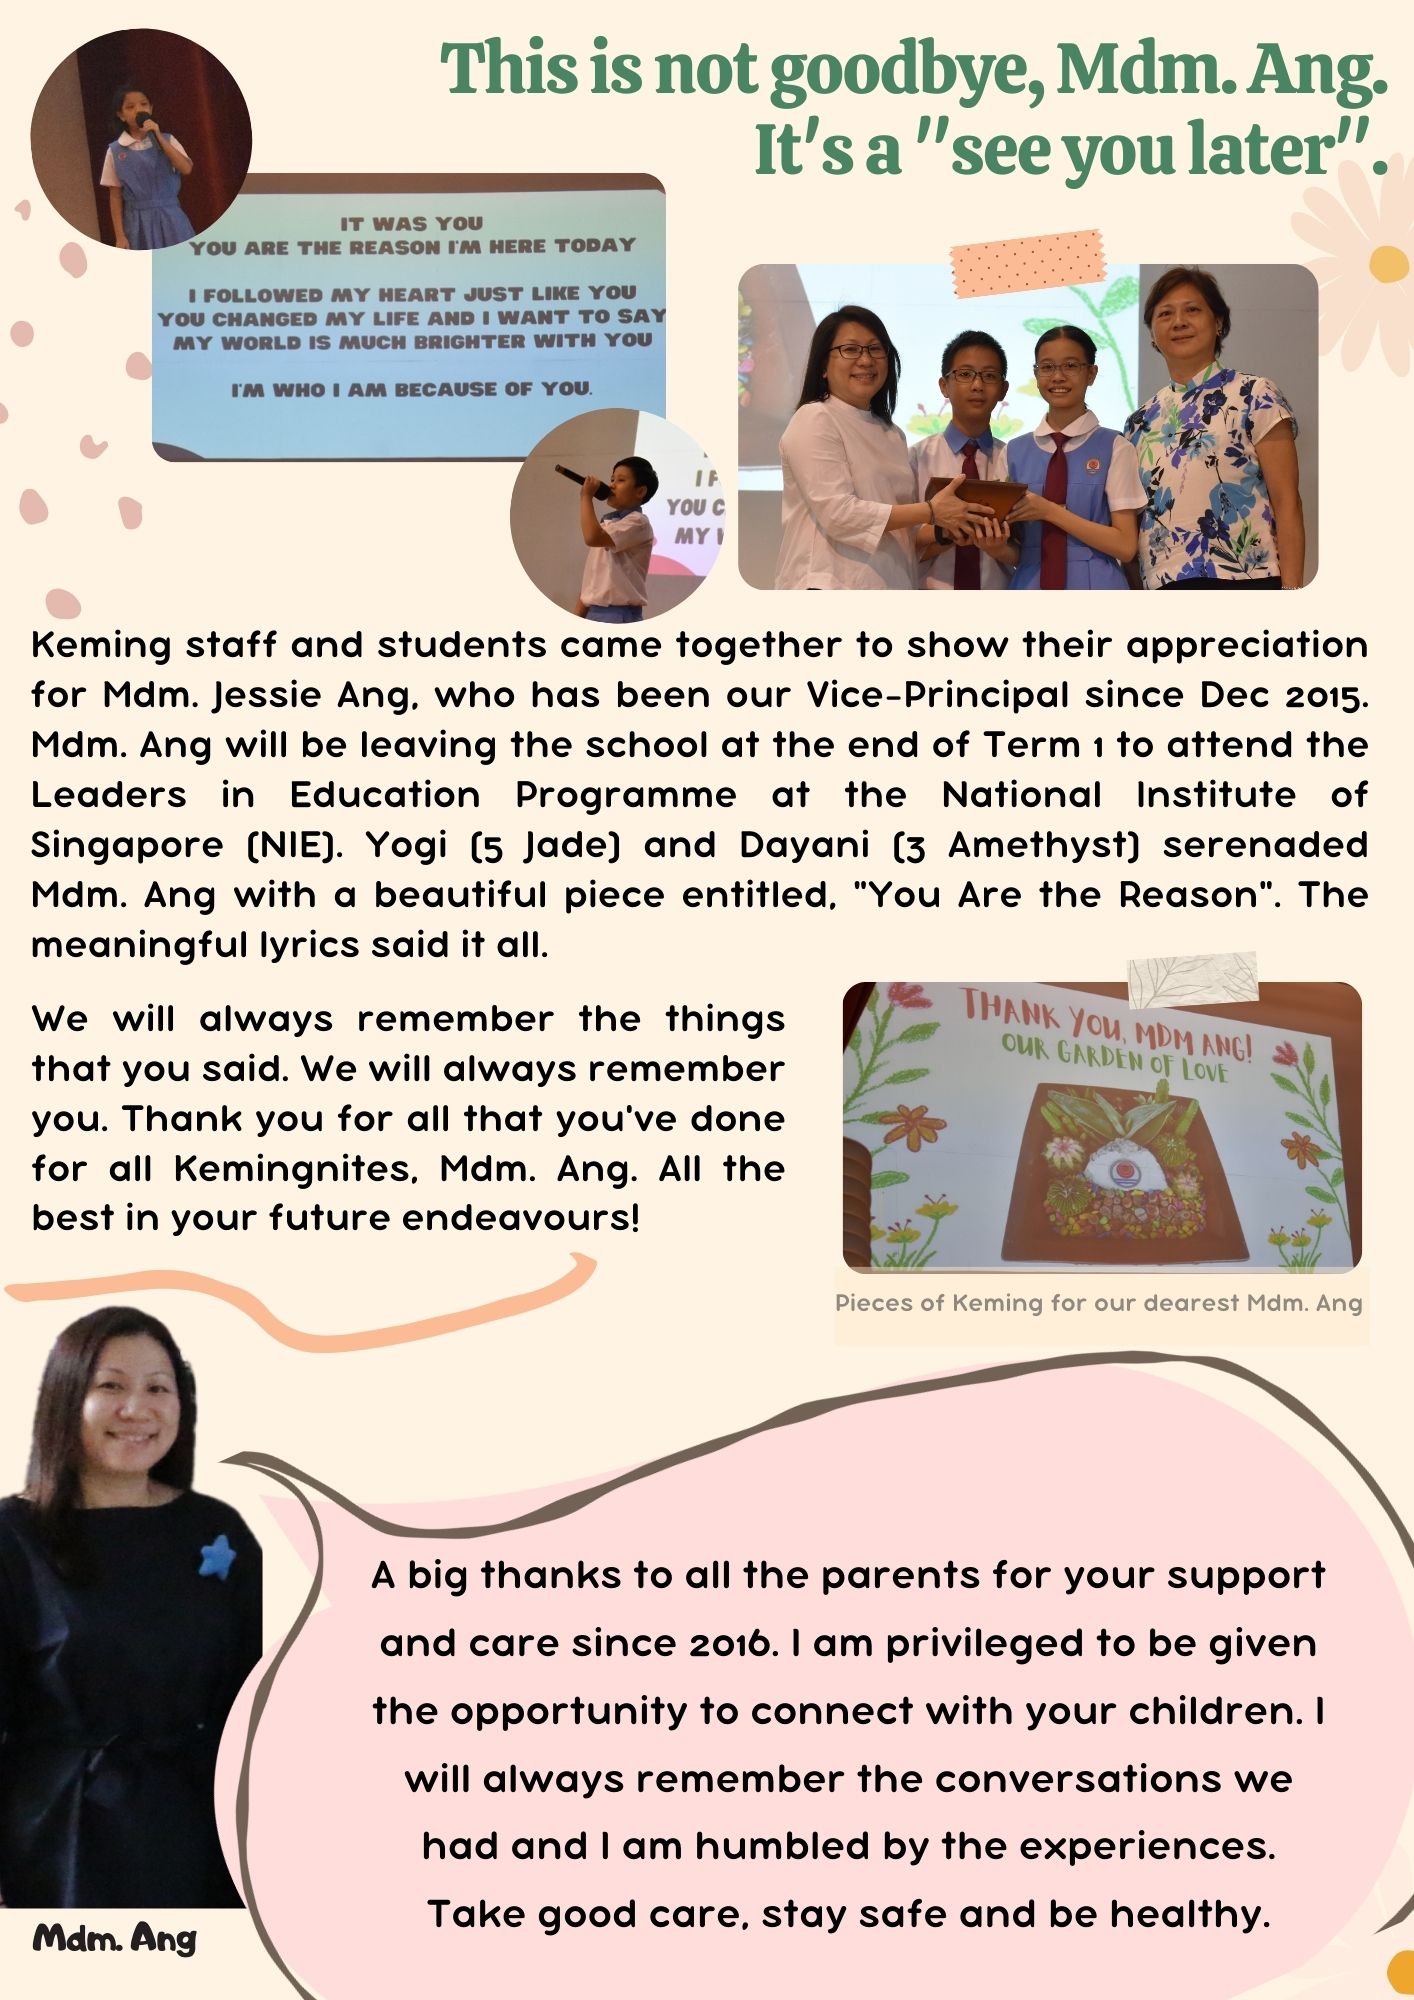 This is not goodbye, Mdm. Ang.
It's a "see you later".
IT WAS YOU
YOU ARE THE REASON I'M HERE TODAY
I FOLLOWED MY HEART JUST LIKE YOU
YOU CHANGED MY LIFE AND I WANT TO SAY
MY WORLD IS MUCH BRIGHTER WITH YOU
I'M WHO I AM BECAUSE OF YOU.
I F
YOU C
MY
Keming staff and students came together to show their appreciation
for Mdm. Jessie Ang, who has been our Vice-Principal since Dec 2015.
Mdm. Ang will be leaving the school at the end of Term 1 to attend the
Leaders in Education Programme at the National Institute of
Singapore (NIE). Yogi (5 Jade) and Dayani (3 Amethyst) serenaded
Mdm. Ang with a beautiful piece entitled, "You Are the Reason". The
meaningful lyrics said it all.
We will always remember the things
that you said. We will always remember
you. Thank you for all that you've done
for all Kemingnites, Mdm. Ang. All the
best in your future endeavours!
THANK YOU, MDM ANG!
OUR GARDEN OF LOVE
Pieces of Keming for our dearest Mdm. Ang
A big thanks to all the parents for your support
and care since 2016. I am privileged to be given
the opportunity to connect with your children. I
will always remember the conversations we
had and I am humbled by the experiences.
Take good care, stay safe and be healthy.
Mdm. Ang